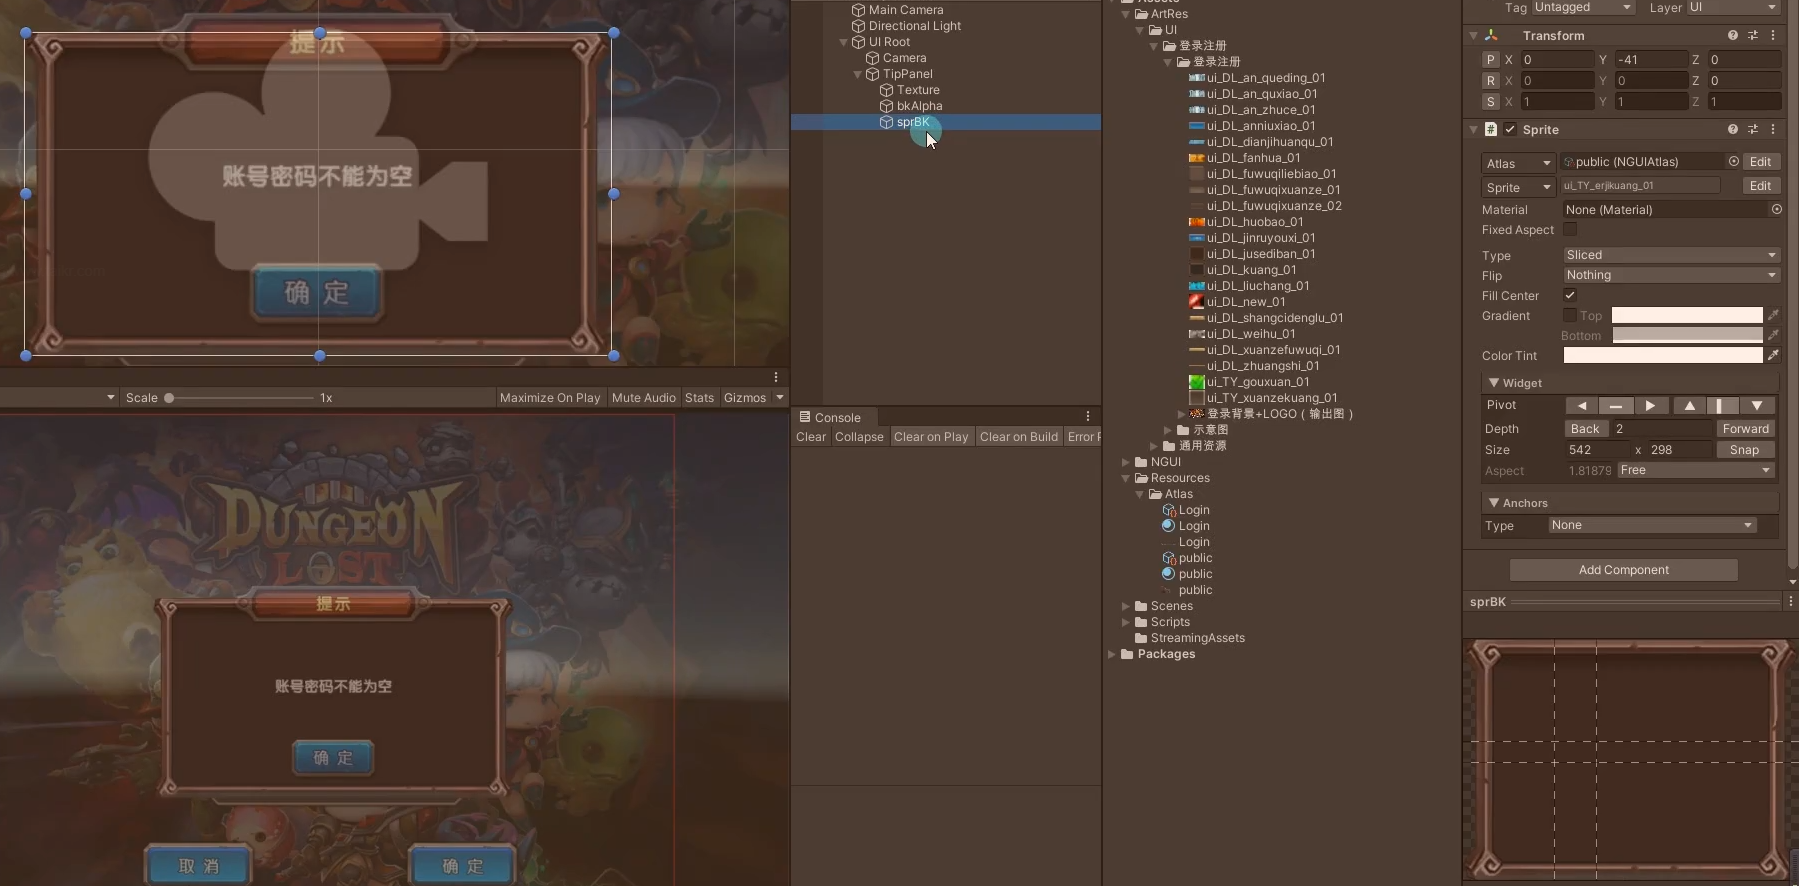 提示
账号密码不能为空
确定
Scale 1x Maximize On Play Mute Audio Stats Gizmos
DUNGEON
LOST
提示
账号密码不能为空
确定
取消
确定
Main Camera
Directional Light
UI Root
Camera
TipPanel
Texture
bkAlpha
sprBK
Console
Clear Collapse Clear on Play Clear on Build Error
Assets
ArtRes
UI
登录注册
登录注册
ui_DL_an_queding_01
ui_DL_an_quxiao_01
ui_DL_an_zhuce_01
ui_DL_anniuxiao_01
ui_DL_dianjihuanqu_01
ui_DL_fanhua_01
ui_DL_fuwuqiliebiao_01
ui_DL_fuwuqixuanze_01
ui_DL_fuwuqixuanze_02
ui_DL_huobao_01
ui_DL_jinruyouxi_01
ui_DL_jusediban_01
ui_DL_kuang_01
ui_DL_liuchang_01
ui_DL_new_01
ui_DL_shangcidenglu_01
ui_DL_weihu_01
ui_DL_xuanzefuwuqi_01
ui_DL_zhuangshi_01
ui_TY_gouxuan_01
ui_TY_xuanzekuang_01
登录背景+LOGO（输出图）
示意图
通用资源
NGUI
Resources
Atlas
Login
Login
Login
public
public
public
Scenes
Scripts
StreamingAssets
Packages
Tag Untagged Layer UI
Transform
P X 0 Y -41 Z 0
R X 0 Y 0 Z 0
S X 1 Y 1 Z 1
# Sprite
Atlas public (NGUIAtlas) Edit
Sprite ui_TY_erjikuang_01 Edit
Material None (Material)
Fixed Aspect
Type Sliced
Flip Nothing
Fill Center
Gradient Top
Bottom
Color Tint
Widget
Pivot
Depth Back 2 Forward
Size 542 x 298 Snap
Aspect 1.81879 Free
Anchors
Type None
Add Component
sprBK